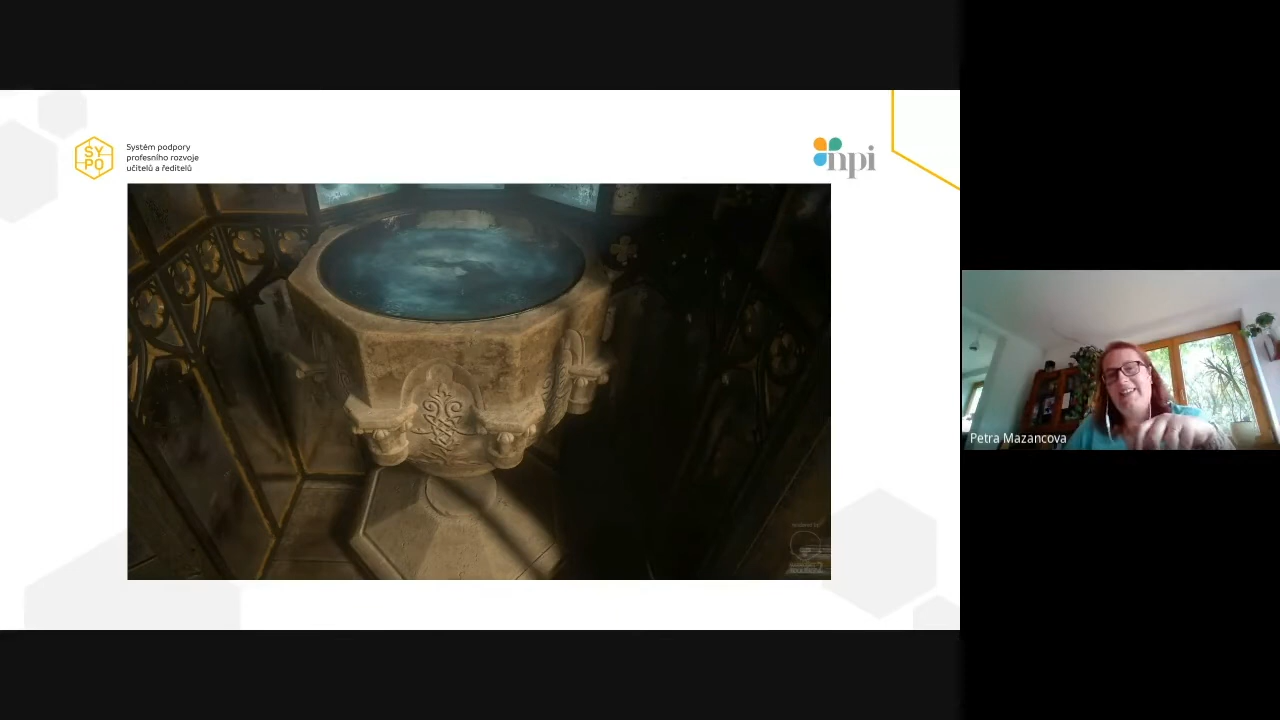 SY
PO
Systém podpory
profesního rozvoje
učitelů a ředitelů
npi
Petra Mazancova